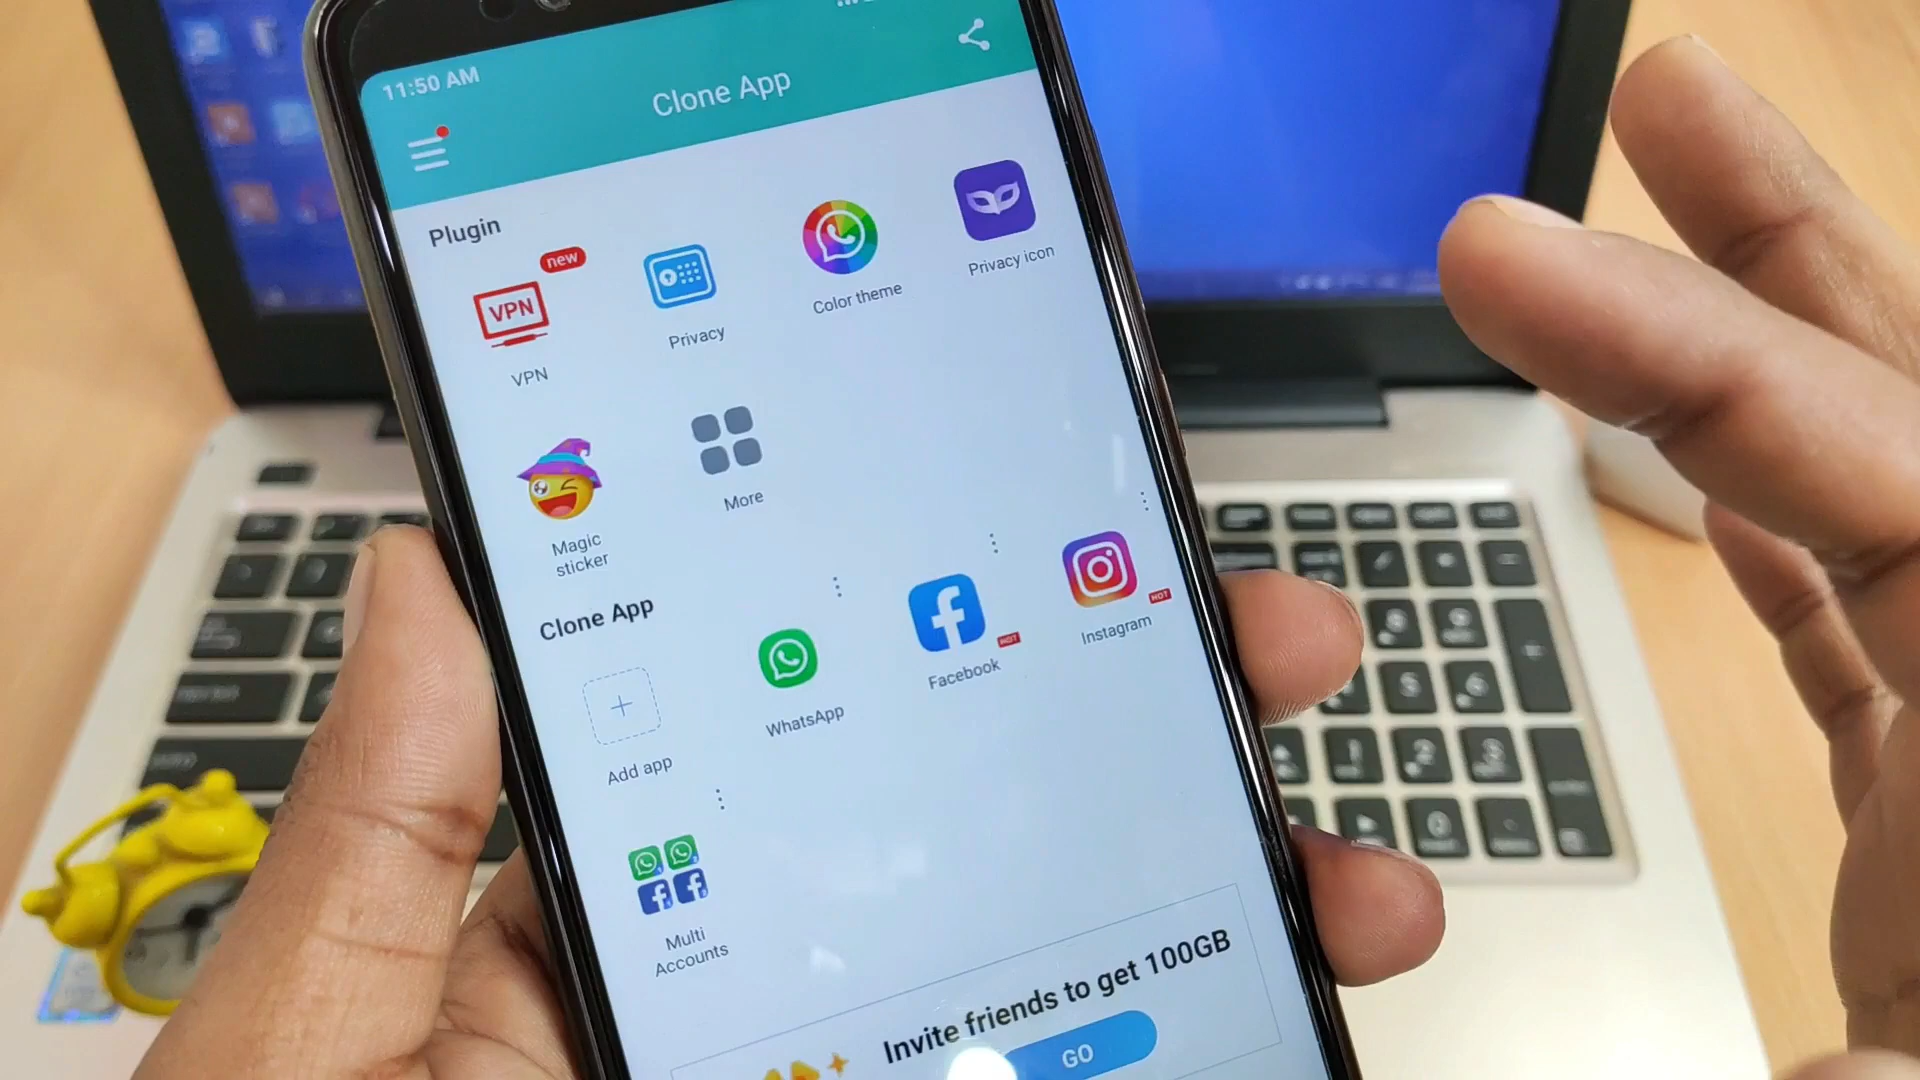 11:50 AM
Clone App
Plugin
new
VPN
VPN
Privacy
Color theme
Privacy icon
Magic
sticker
More
Clone App
Add app
WhatsApp
HOT
Facebook
HOT
Instagram
Multi
Accounts
Invite friends to get 100GB
GO